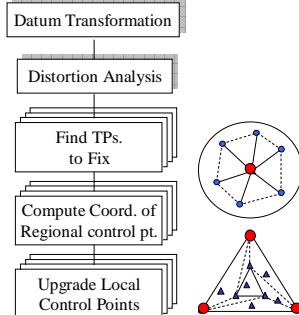 Datum Transformation
Distortion Analysis
Find TPs.
to Fix
Compute Coord. of
Regional control pt.
Upgrade Local
Control Points